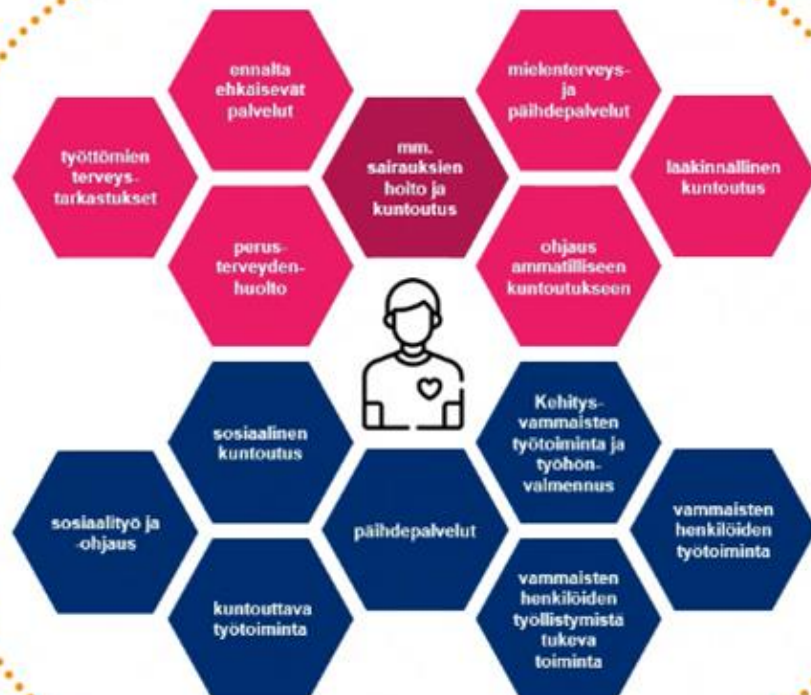 ennalta
ehkäisevät
palvelut
mielenterveys-
ja
päihdepalvelut
työttömien
terveys-
tarkastukset
mm.
sairauksien
hoito ja
kuntoutus
lääkinnällinen
kuntoutus
perus-
terveyden-
huolto
ohjaus
ammatilliseen
kuntoutukseen
sosiaalinen
kuntoutus
Kehitys-
vammaisten
työtoiminta ja
työhön-
valmennus
sosiaalityö ja
-ohjaus
päihdepalvelut
vammaisten
henkilöiden
työtoiminta
kuntouttava
työtoiminta
vammaisten
henkilöiden
työllistymistä
tukeva
toiminta